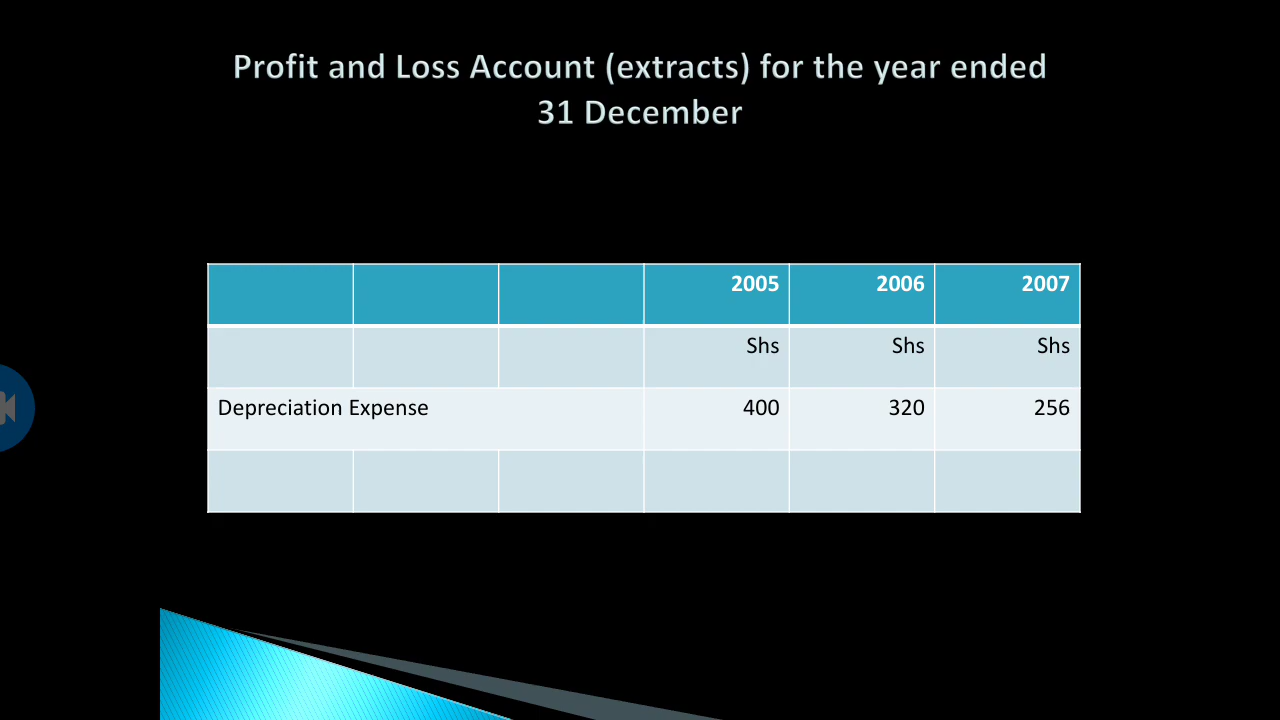 Profit and Loss Account (extracts) for the year ended
31 December
2005 2006 2007
Shs Shs Shs
Depreciation Expense 400 320 256